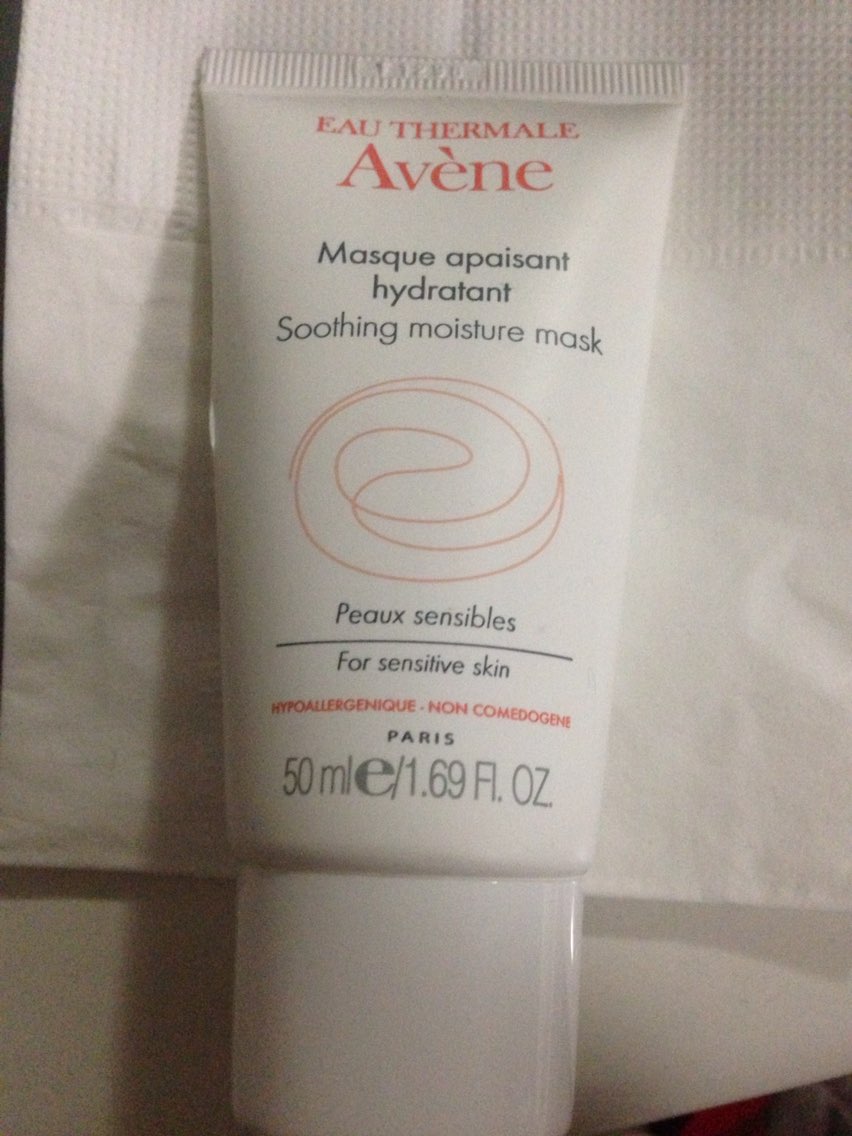 EAU THERMALE
Avène
Masque apaisant
hydratant
Soothing moisture mask
Peaux sensibles
For sensitive skin
HYPOALLERGENIQUE - NON COMEDOGENE
PARIS
50 ml e/1.69 Fl. OZ.